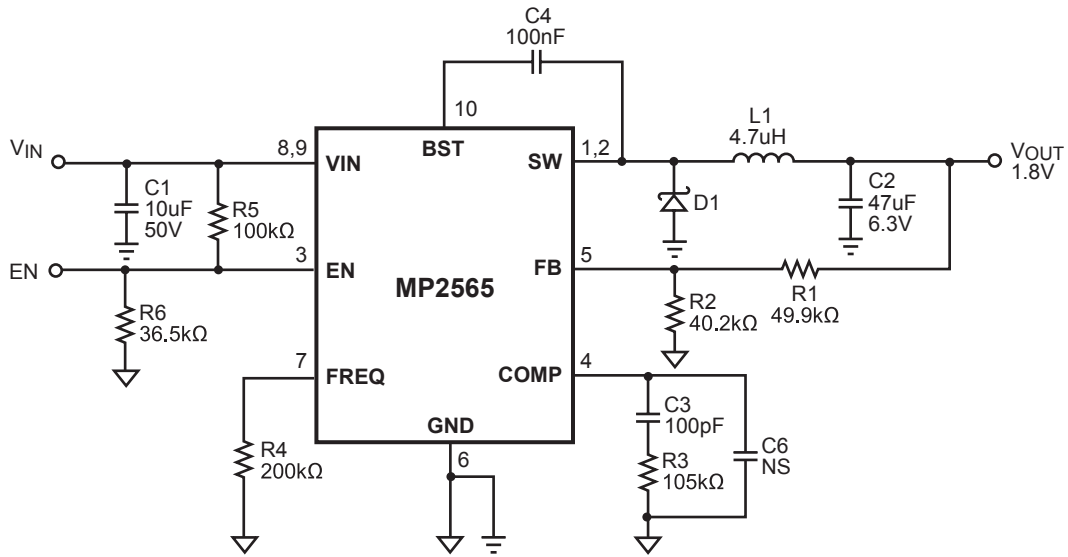 C4
100nF
10
BST
L1
4.7uH
VIN
8,9
VIN
SW
1,2
VOUT
1.8V
C1
10uF
50V
R5
100kΩ
D1
C2
47uF
6.3V
EN
3
EN
MP2565
FB
5
R1
49.9kΩ
R6
36.5kΩ
R2
40.2kΩ
7
FREQ
COMP
4
GND
6
R4
200kΩ
C3
100pF
R3
105kΩ
C6
NS